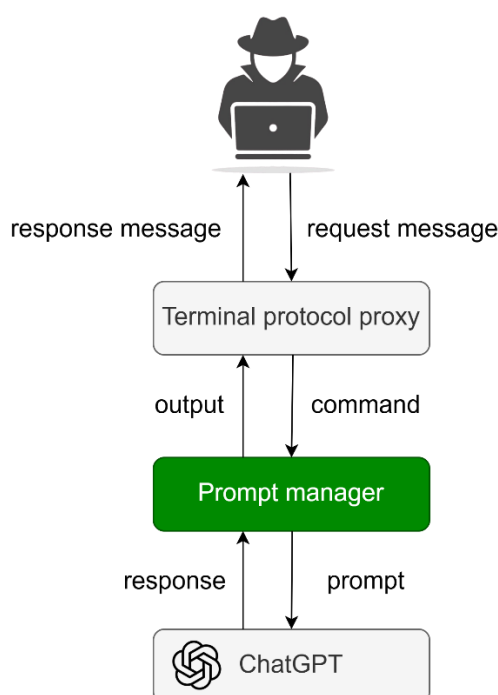 response message
request message
Terminal protocol proxy
output
command
Prompt manager
response
prompt
ChatGPT